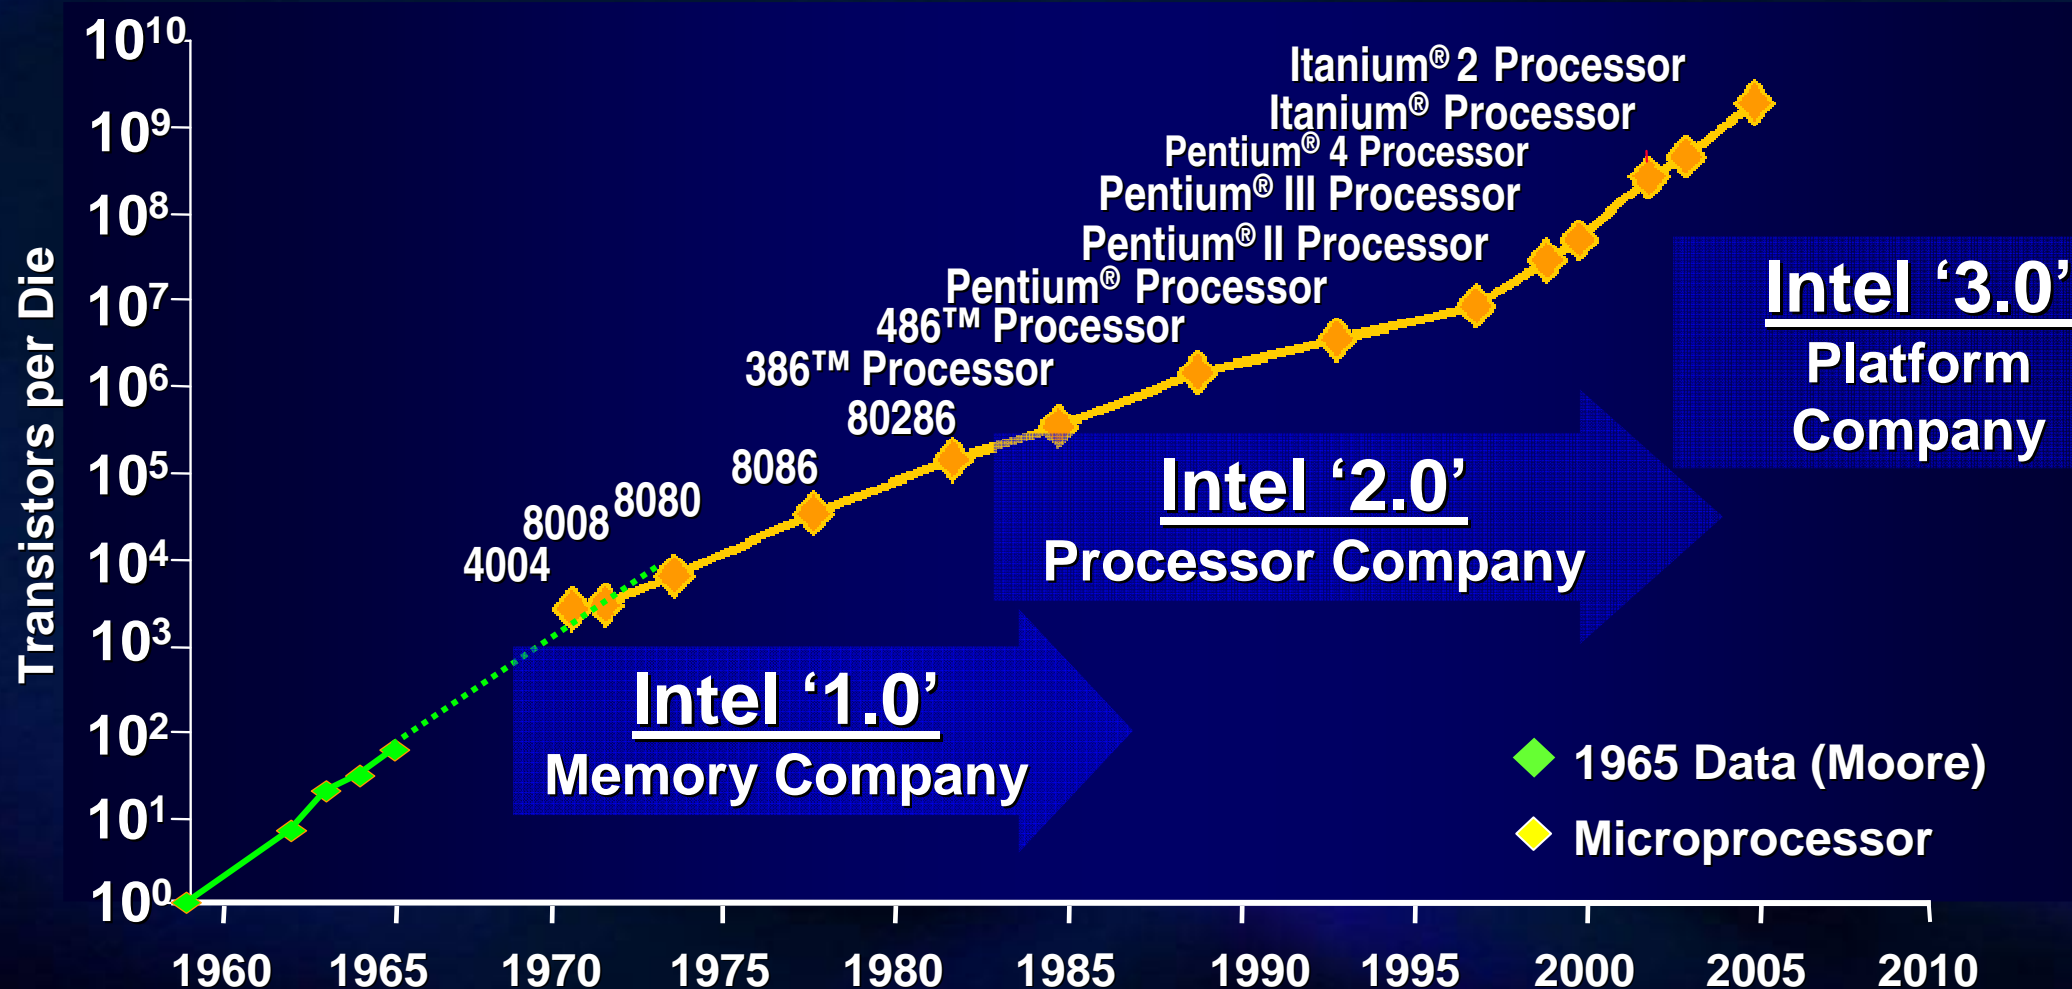 Transistors per Die
10¹⁰
10⁹
10⁸
10⁷
10⁶
10⁵
10⁴
10³
10²
10¹
10⁰
Itanium® 2 Processor
Itanium® Processor
Pentium® 4 Processor
Pentium® III Processor
Pentium® II Processor
Pentium® Processor
486™ Processor
386™ Processor
80286
8086
8080
8008
4004
Intel ‘3.0’
Platform
Company
Intel ‘2.0’
Processor Company
Intel ‘1.0’
Memory Company
1965 Data (Moore)
Microprocessor
1960 1965 1970 1975 1980 1985 1990 1995 2000 2005 2010